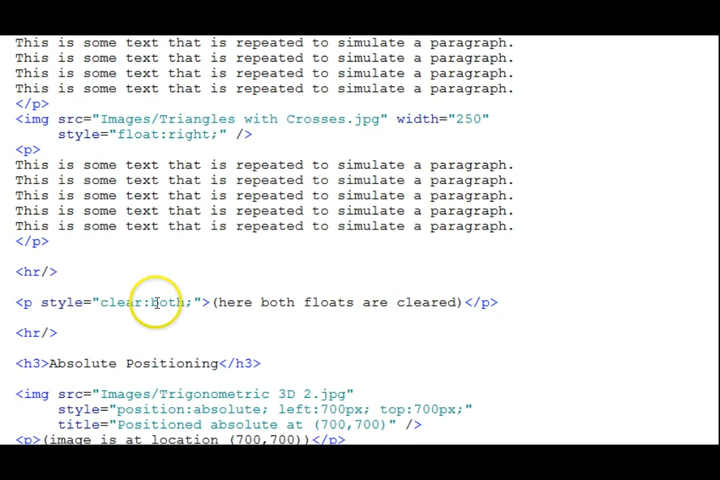 This is some text that is repeated to simulate a paragraph.
This is some text that is repeated to simulate a paragraph.
This is some text that is repeated to simulate a paragraph.
This is some text that is repeated to simulate a paragraph.
</p>
<img src="Images/Triangles with Crosses.jpg" width="250"
style="float:right;" />
<p>
This is some text that is repeated to simulate a paragraph.
This is some text that is repeated to simulate a paragraph.
This is some text that is repeated to simulate a paragraph.
This is some text that is repeated to simulate a paragraph.
This is some text that is repeated to simulate a paragraph.
</p>
<hr/>
<p style="clear:both;">(here both floats are cleared)</p>
<hr/>
<h3>Absolute Positioning</h3>
<img src="Images/Trigonometric 3D 2.jpg"
style="position:absolute; left:700px; top:700px;"
title="Positioned absolute at (700,700)" />
<p>(image is at location (700,700))</p>